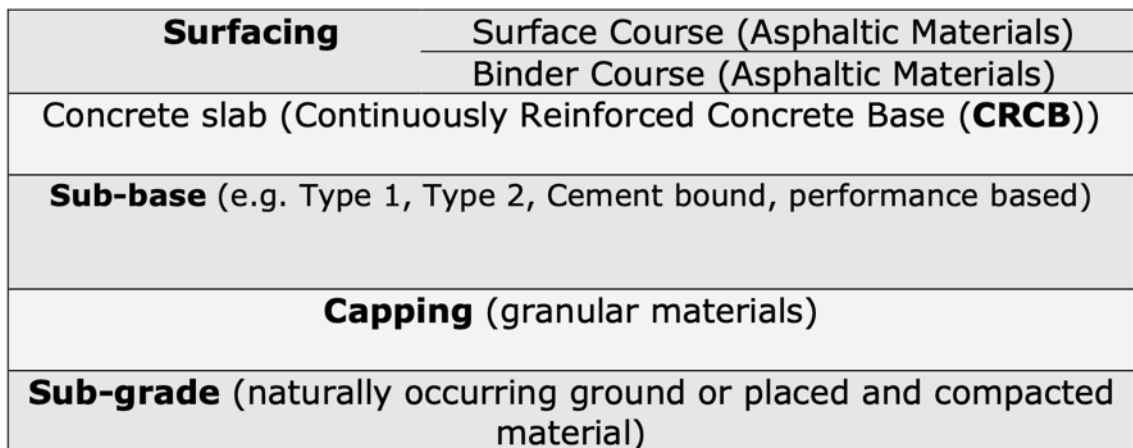 Surfacing
Surface Course (Asphaltic Materials)
Binder Course (Asphaltic Materials)
Concrete slab (Continuously Reinforced Concrete Base (CRCB))
Sub-base (e.g. Type 1, Type 2, Cement bound, performance based)
Capping (granular materials)
Sub-grade (naturally occurring ground or placed and compacted
material)